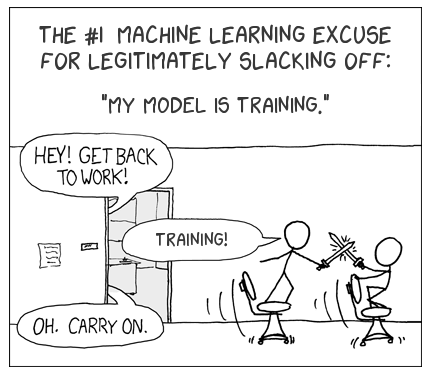 THE #1 MACHINE LEARNING EXCUSE
FOR LEGITIMATELY SLACKING OFF:
"MY MODEL IS TRAINING."
HEY! GET BACK
TO WORK!
TRAINING!
OH. CARRY ON.